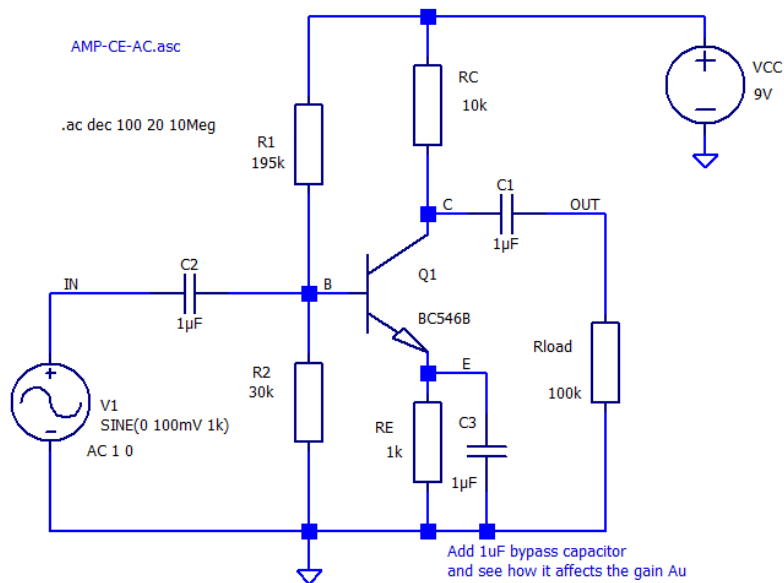 AMP-CE-AC.asc
VCC
9V
RC
10k
.ac dec 100 20 10Meg
R1
195k
C1
C
OUT
1µF
C2
IN
B
Q1
1µF
BC546B
Rload
100k
R2
30k
E
V1
SINE(0 100mV 1k)
AC 1 0
RE
1k
C3
1µF
Add 1uF bypass capacitor
and see how it affects the gain Au